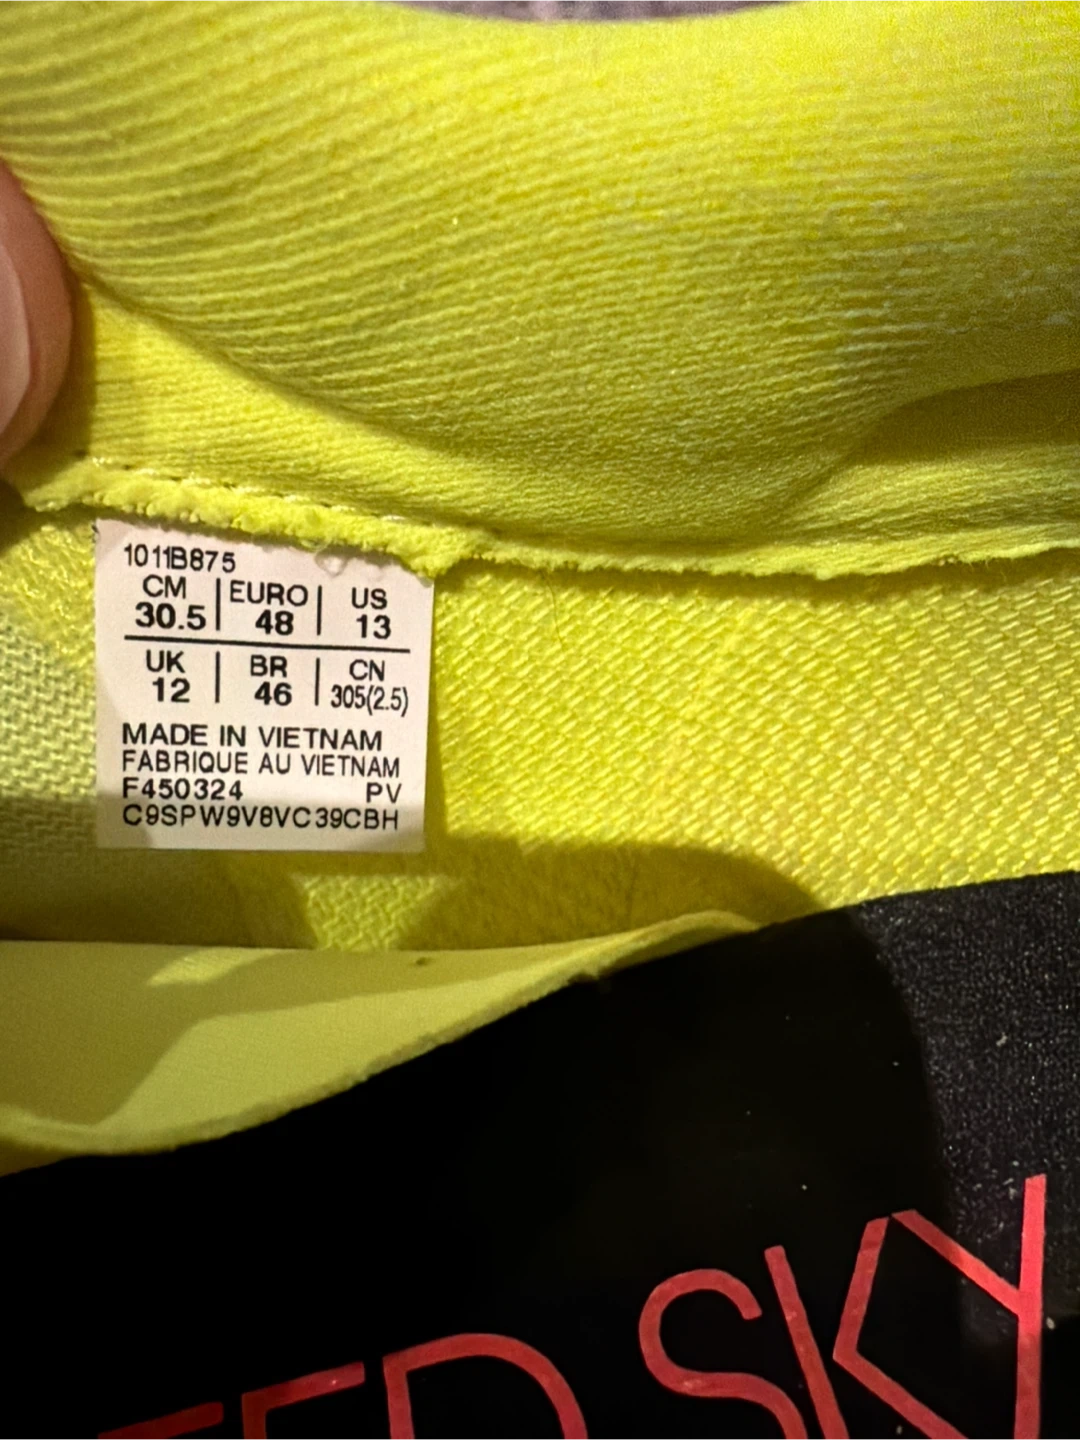 1011B875
CM EURO US
30.5 48 13
UK BR CN
12 46 305(2.5)
MADE IN VIETNAM
FABRIQUE AU VIETNAM
F450324 PV
C9SPW9V8VC39CBH
SKY